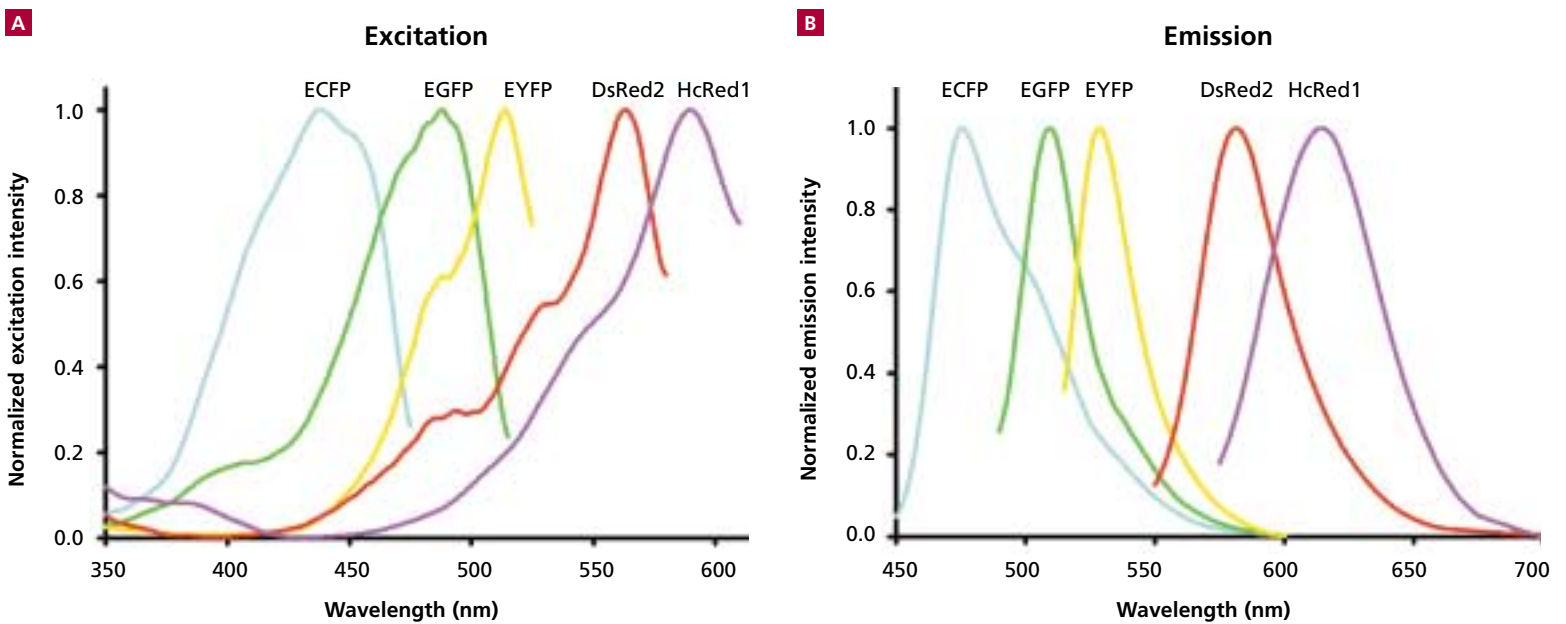 A
Excitation
ECFP EGFP EYFP DsRed2 HcRed1
1.0
0.8
0.6
0.4
0.2
0.0
Normalized excitation intensity
350 400 450 500 550 600
Wavelength (nm)
B
Emission
ECFP EGFP EYFP DsRed2 HcRed1
1.0
0.8
0.6
0.4
0.2
0.0
Normalized emission intensity
450 500 550 600 650 700
Wavelength (nm)